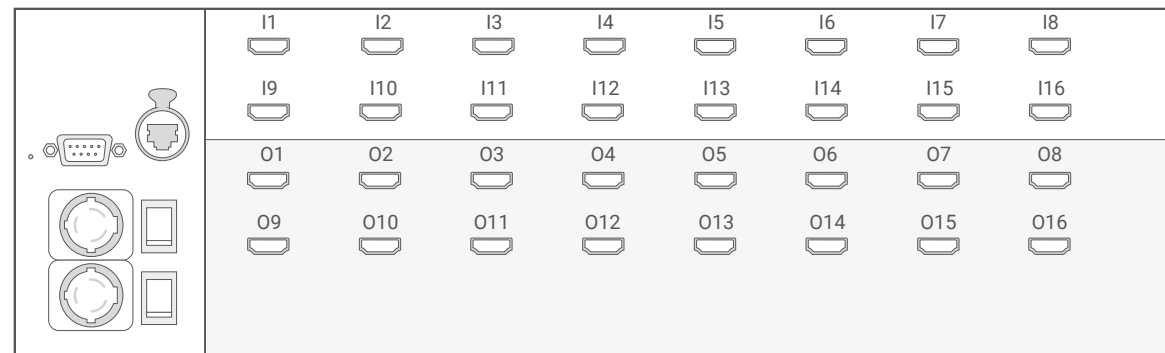 I1 I2 I3 I4 I5 I6 I7 I8
I9 I10 I11 I12 I13 I14 I15 I16
O1 O2 O3 O4 O5 O6 O7 O8
O9 O10 O11 O12 O13 O14 O15 O16